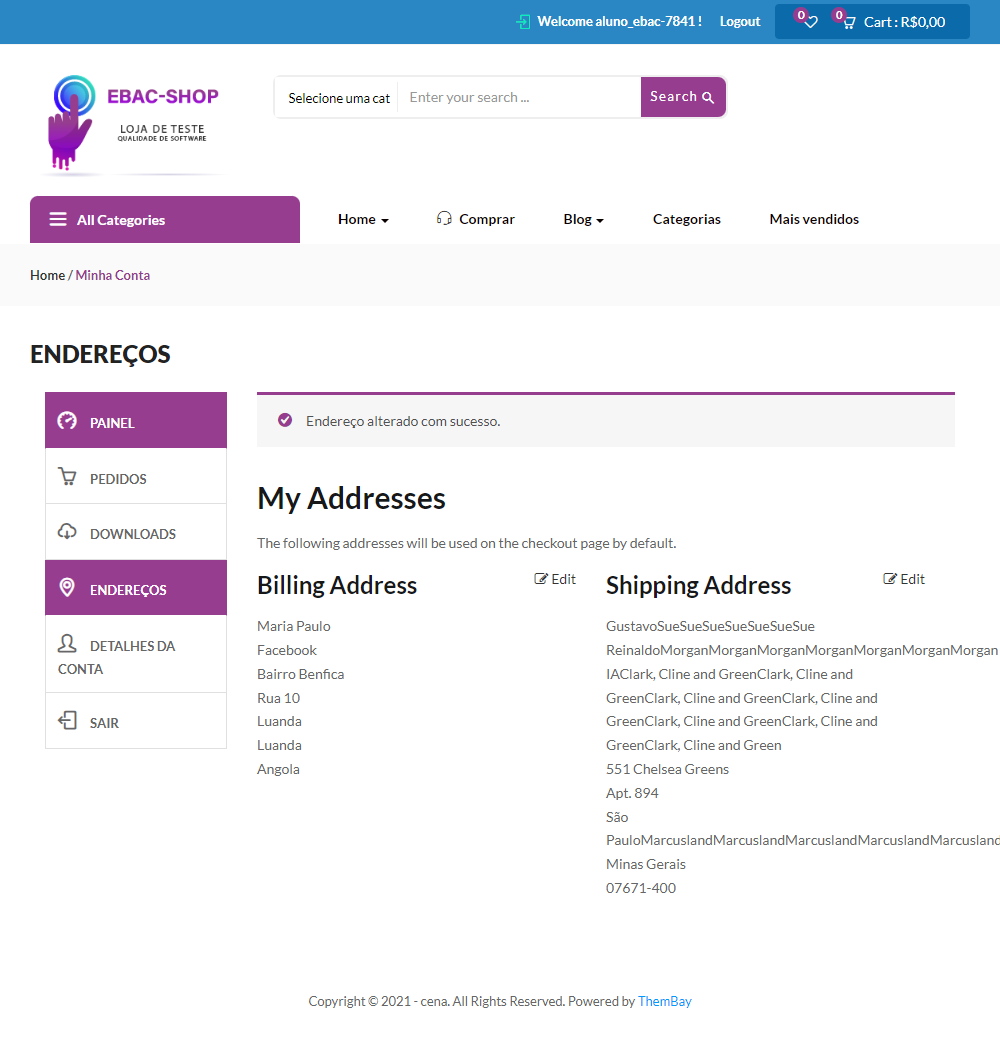 Welcome aluno_ebac-7841 ! Logout 0 0 Cart : R$0,00
EBAC-SHOP
LOJA DE TESTE
QUALIDADE DE SOFTWARE
Selecione uma cat Enter your search ... Search
All Categories Home Comprar Blog Categorias Mais vendidos
Home / Minha Conta
ENDEREÇOS
PAINEL
PEDIDOS
DOWNLOADS
ENDEREÇOS
DETALHES DA
CONTA
SAIR
Endereço alterado com sucesso.
My Addresses
The following addresses will be used on the checkout page by default.
Billing Address Edit
Maria Paulo
Facebook
Bairro Benfica
Rua 10
Luanda
Luanda
Angola
Shipping Address Edit
GustavoSueSueSueSueSueSueSue
ReinaldoMorganMorganMorganMorganMorganMorganMorgan
IAClark, Cline and GreenClark, Cline and
GreenClark, Cline and GreenClark, Cline and
GreenClark, Cline and GreenClark, Cline and
GreenClark, Cline and Green
551 Chelsea Greens
Apt. 894
São
PauloMarcuslandMarcuslandMarcuslandMarcuslandMarcusland
Minas Gerais
07671-400
Copyright © 2021 - cena. All Rights Reserved. Powered by ThemBay